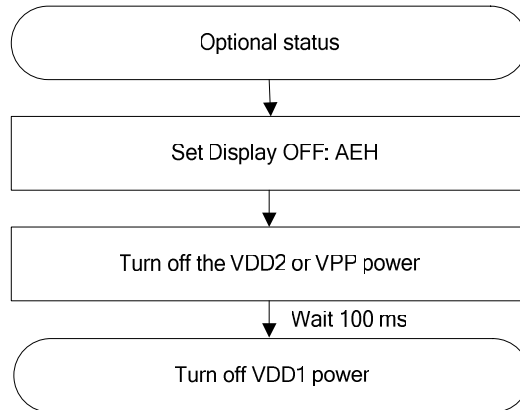 Optional status
Set Display OFF: AEH
Turn off the VDD2 or VPP power
Wait 100 ms
Turn off VDD1 power